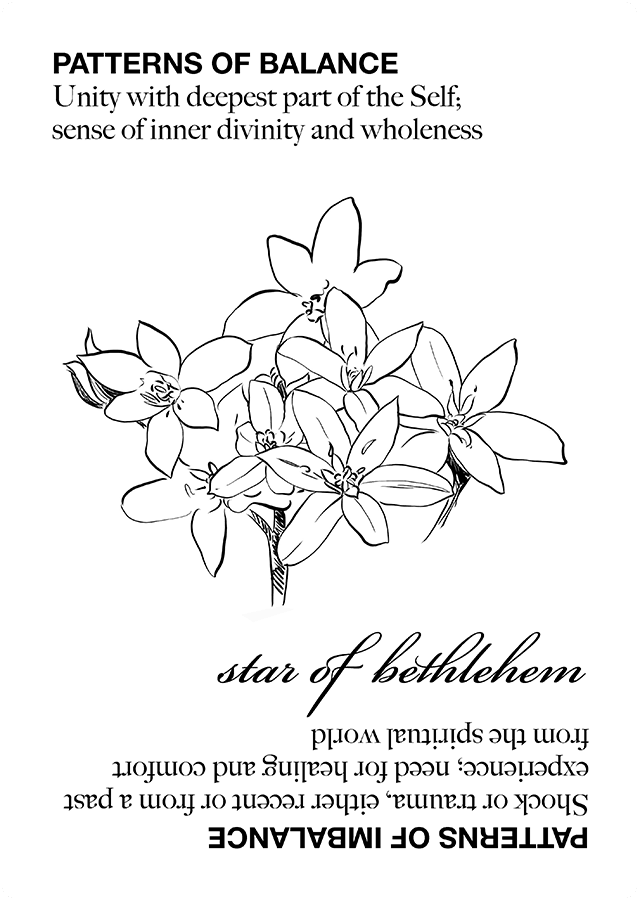 PATTERNS OF BALANCE
Unity with deepest part of the Self;
sense of inner divinity and wholeness
star of bethlehem
PATTERNS OF IMBALANCE
Shock or trauma, either recent or from a past
experience; need for healing and comfort
from the spiritual world